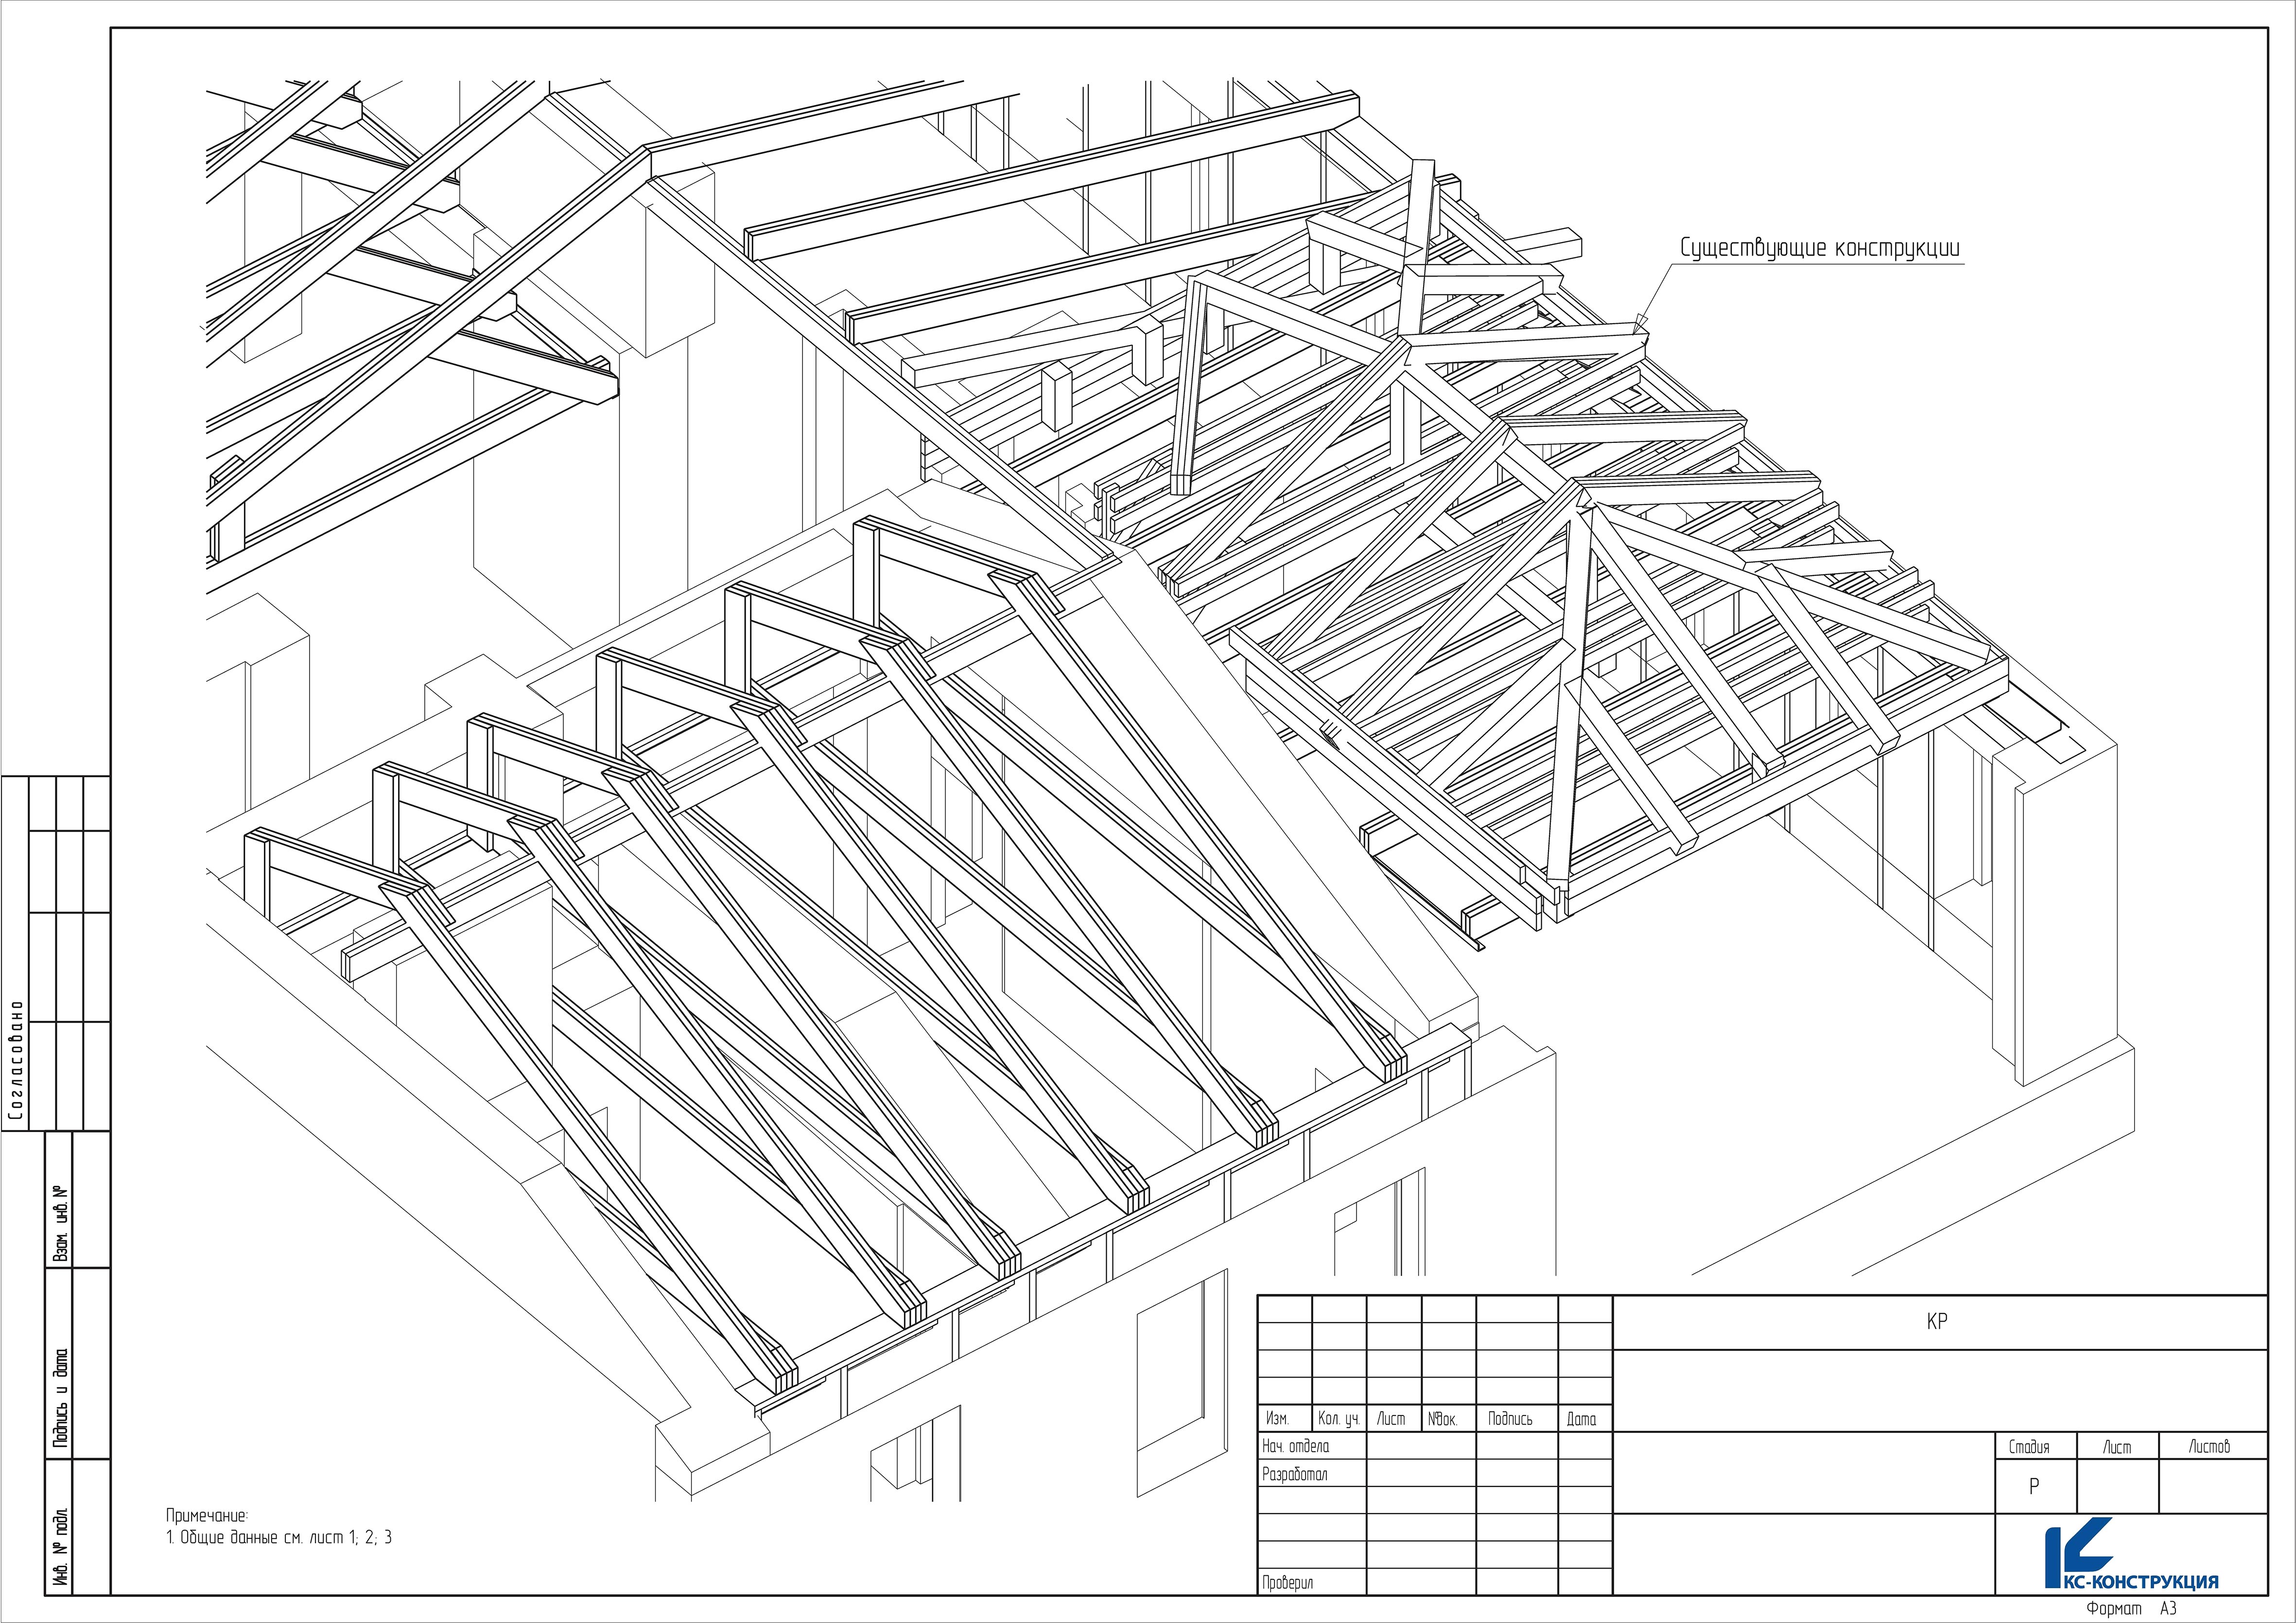 Существующие конструкции
Согласовано
Взам. инв. №
Подпись и дата
Инв. № подл.
Примечание:
1. Общие данные см. лист 1; 2; 3
КР
Изм. Кол. уч. Лист №док. Подпись Дата
Нач. отдела
Разработал
Проверил
Стадия Лист Листов
Р
КС-КОНСТРУКЦИЯ
Формат А3